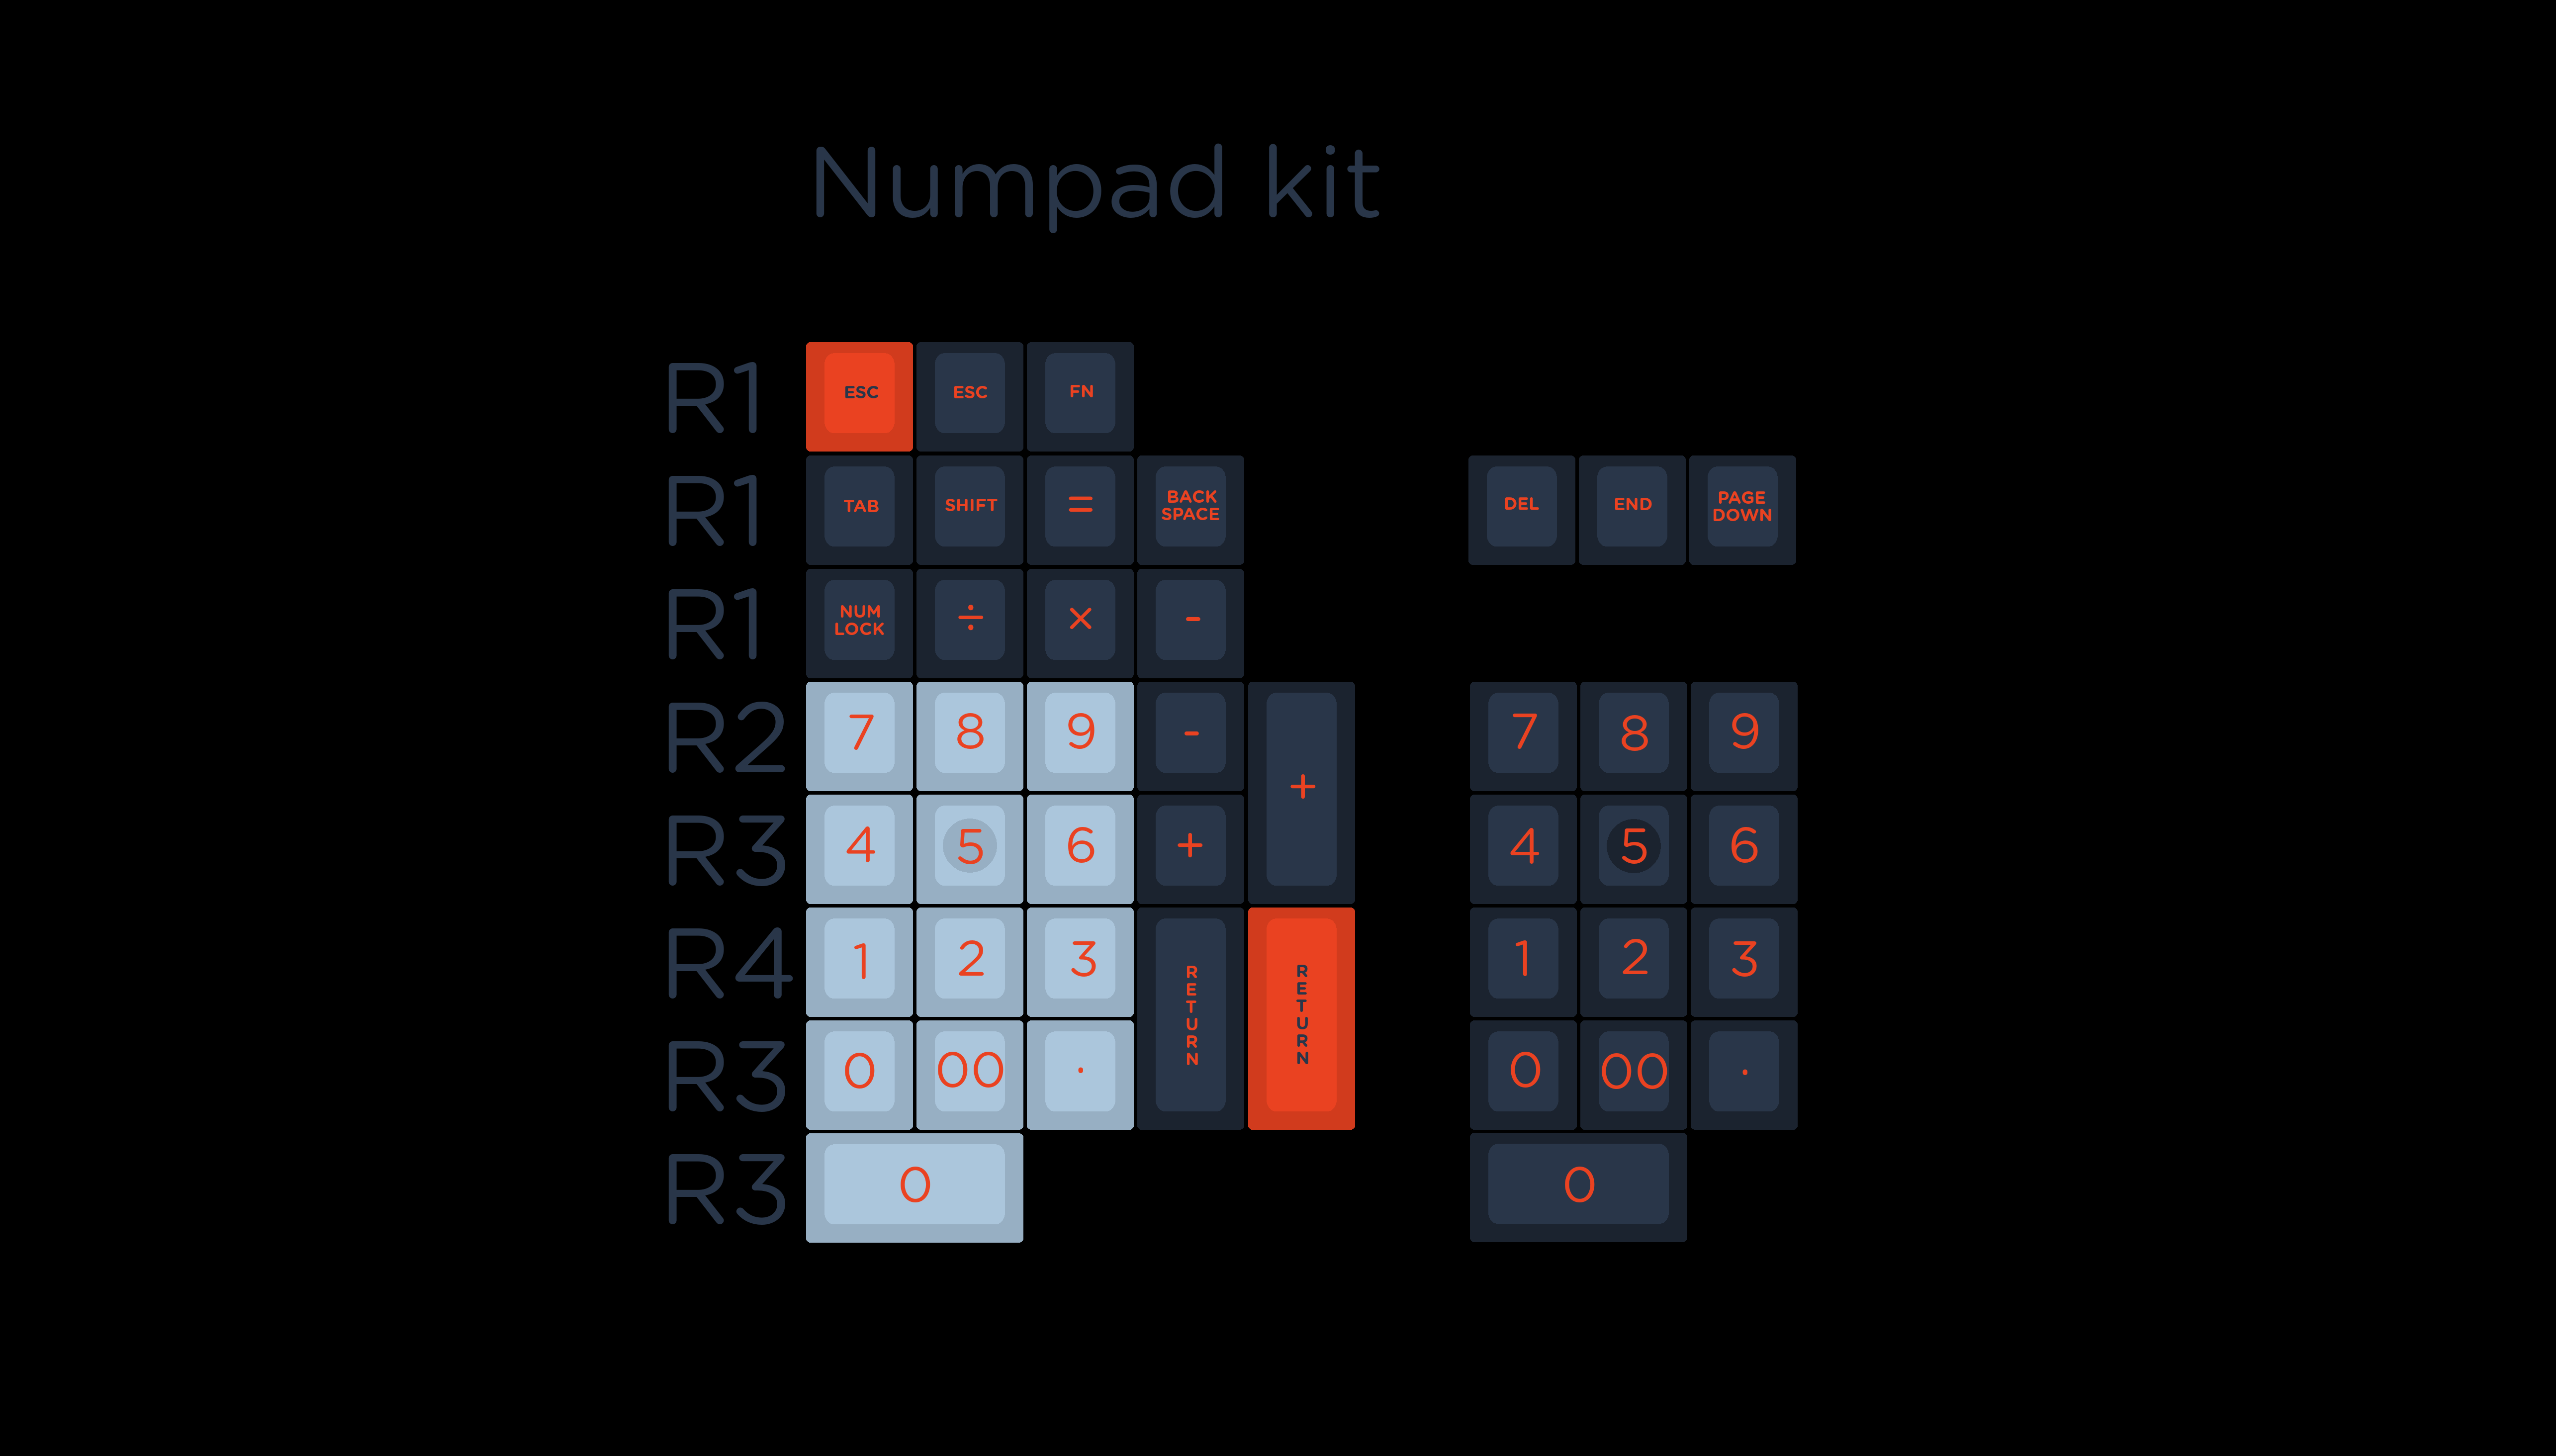 Numpad kit
R1 ESC ESC FN
R1 TAB SHIFT = BACK SPACE DEL END PAGE DOWN
R1 NUM LOCK ÷ × -
R2 7 8 9 - + 7 8 9
R3 4 5 6 + 4 5 6
R4 1 2 3 RETURN RETURN 1 2 3
R3 0 00 · 0 00 ·
R3 0 0